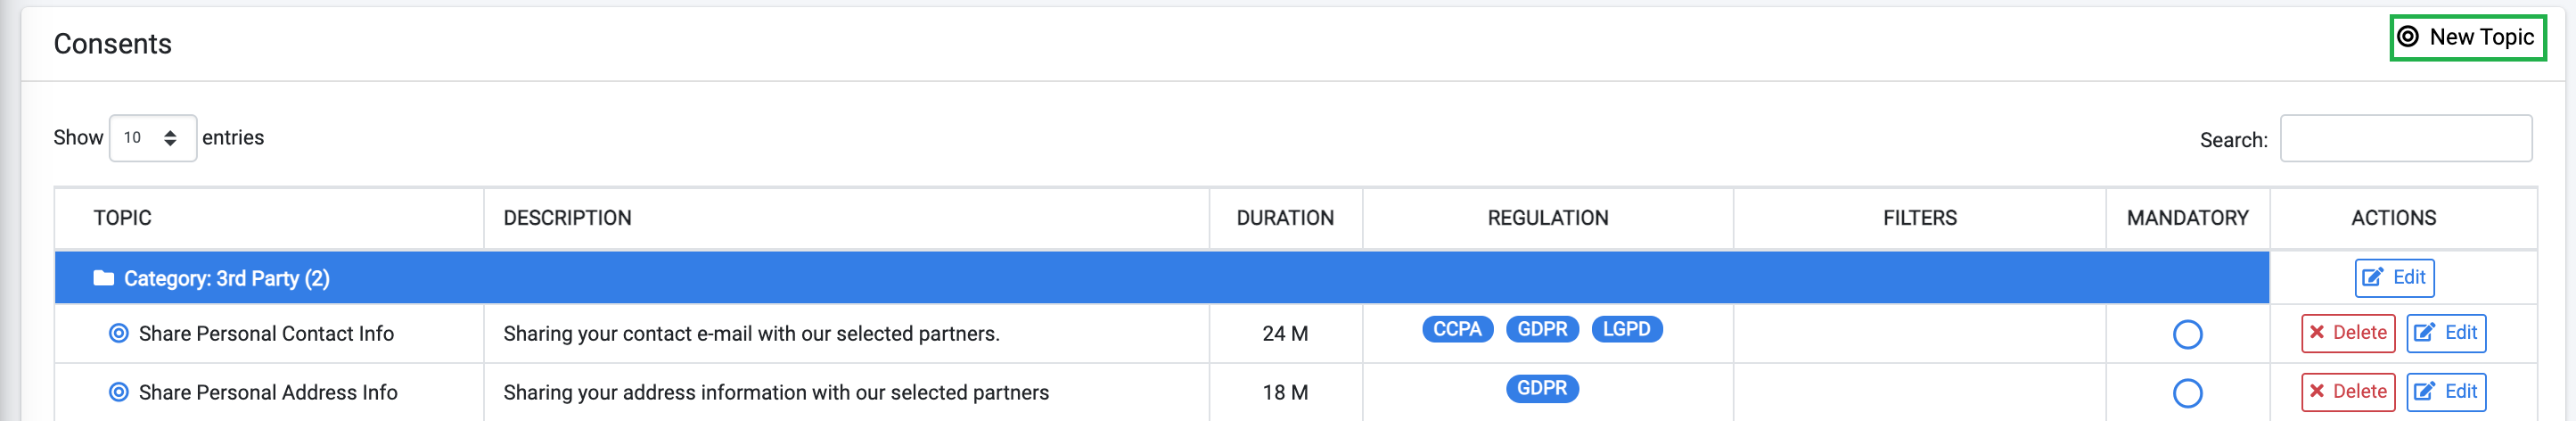 Consents
New Topic
Show 10 entries
Search:
TOPIC DESCRIPTION DURATION REGULATION FILTERS MANDATORY ACTIONS
Category: 3rd Party (2) Edit
Share Personal Contact Info Sharing your contact e-mail with our selected partners. 24 M CCPA GDPR LGPD Delete Edit
Share Personal Address Info Sharing your address information with our selected partners 18 M GDPR Delete Edit